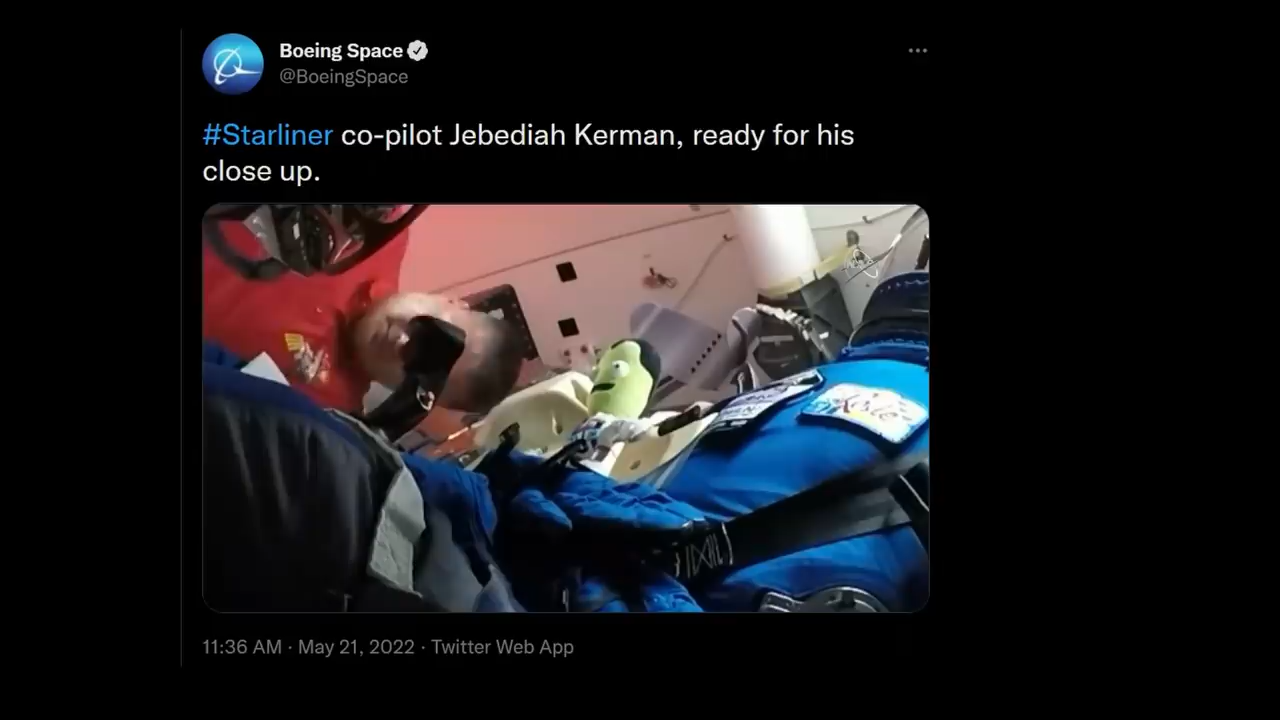 Boeing Space
@BoeingSpace
#Starliner co-pilot Jebediah Kerman, ready for his
close up.
11:36 AM · May 21, 2022 · Twitter Web App